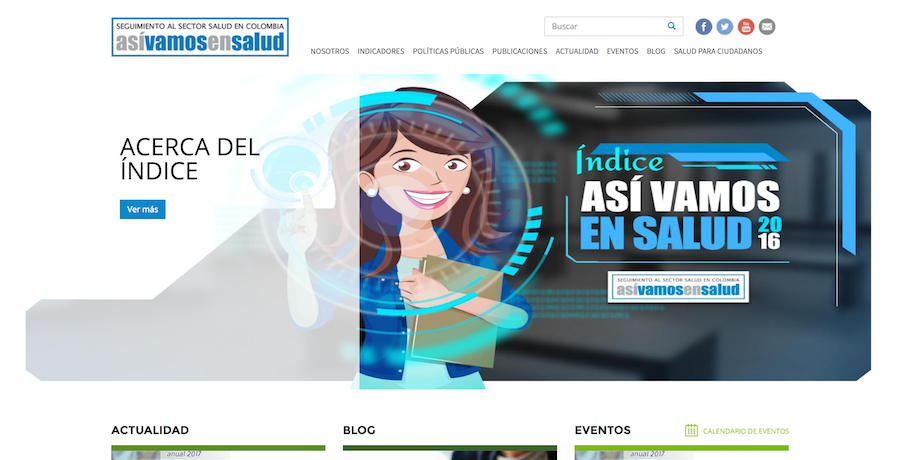 SEGUIMIENTO AL SECTOR SALUD EN COLOMBIA
asívamosensalud
Buscar
NOSOTROS INDICADORES POLÍTICAS PÚBLICAS PUBLICACIONES ACTUALIDAD EVENTOS BLOG SALUD PARA CIUDADANOS
ACERCA DEL
ÍNDICE
Ver más
Índice
ASÍ VAMOS
EN SALUD 2016
SEGUIMIENTO AL SECTOR SALUD EN COLOMBIA
asívamosensalud
ACTUALIDAD
BLOG
EVENTOS
CALENDARIO DE EVENTOS
anual 2017
anual 2017